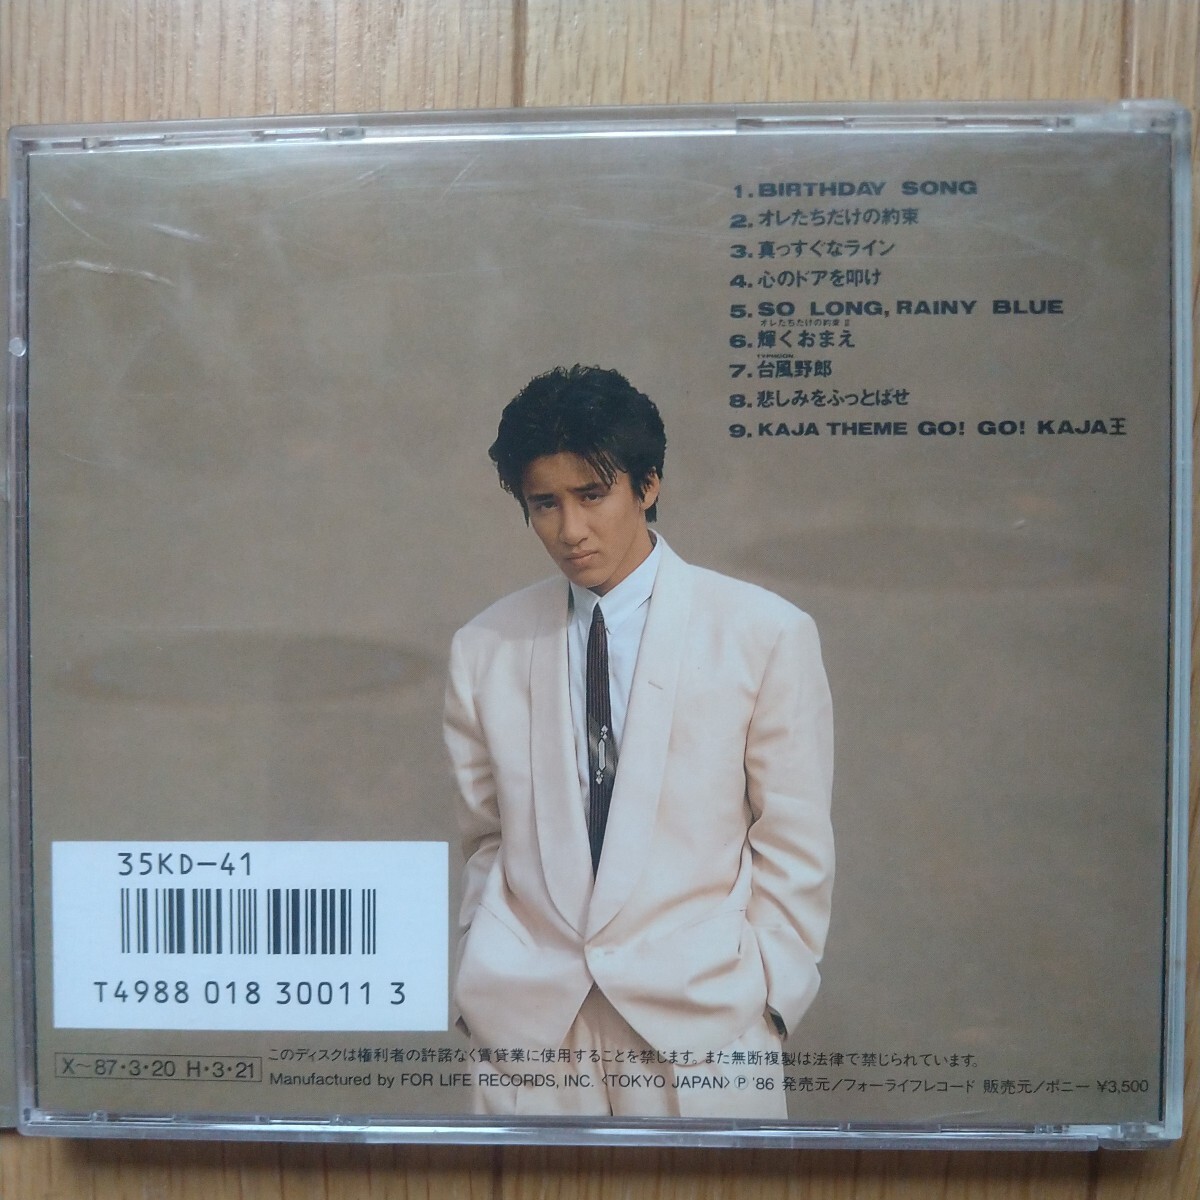 1. BIRTHDAY SONG
2. オレたちだけの約束
3. 真っすぐなライン
4. 心のドアを叩け
5. SO LONG, RAINY BLUE
オレたちだけの約束 II
6. 輝くおまえ
TYPHOON
7. 台風野郎
8. 悲しみをふっとばせ
9. KAJA THEME GO! GO! KAJA王
35KD-41
T4988 018 30011 3
X〜87・3・20 H・3・21
このディスクは権利者の許諾なく賃貸業に使用することを禁じます。また無断複製は法律で禁じられています。
Manufactured by FOR LIFE RECORDS, INC. 〈TOKYO JAPAN〉 Ⓟ '86 発売元/フォーライフレコード 販売元/ポニー ¥3,500